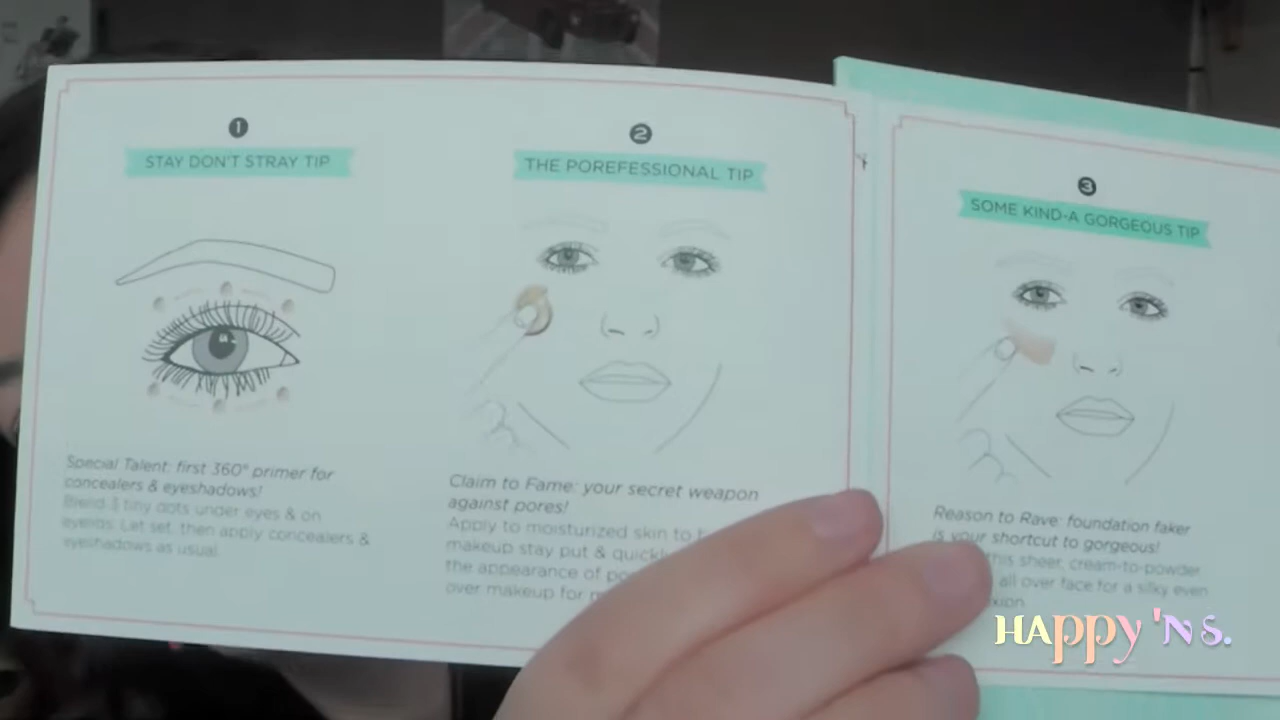 1
STAY DON'T STRAY TIP
Special Talent: first 360° primer for
concealers & eyeshadows!
Blend 3 tiny dots under eyes & on
eyelids. Let set, then apply concealers &
eyeshadows as usual.
2
THE POREFESSIONAL TIP
Claim to Fame: your secret weapon
against pores!
Apply to moisturized skin to
makeup stay put &
the appearance of
over makeup for
3
SOME KIND-A GORGEOUS TIP
Reason to Rave: foundation faker
is your shortcut to gorgeous!
this sheer, cream-to-powder
all over face for a silky even
HAPPY 'N S.